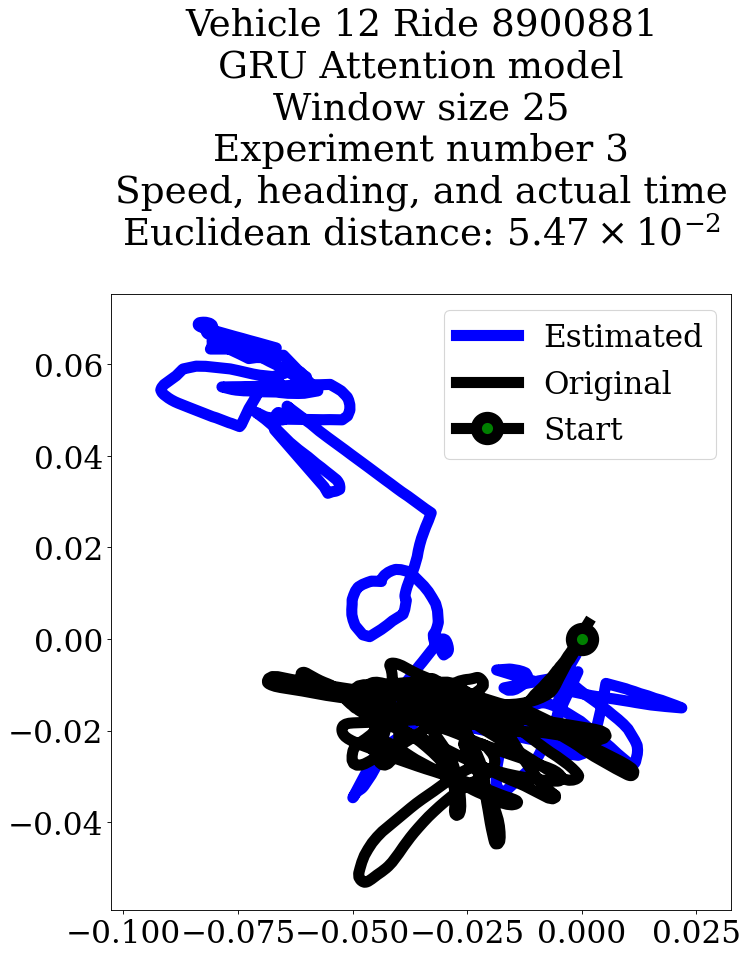 Vehicle 12 Ride 8900881
GRU Attention model
Window size 25
Experiment number 3
Speed, heading, and actual time
Euclidean distance: 5.47 × 10⁻²
Estimated
Original
Start
0.06
0.04
0.02
0.00
−0.02
−0.04
−0.100 −0.075 −0.050 −0.025 0.000 0.025